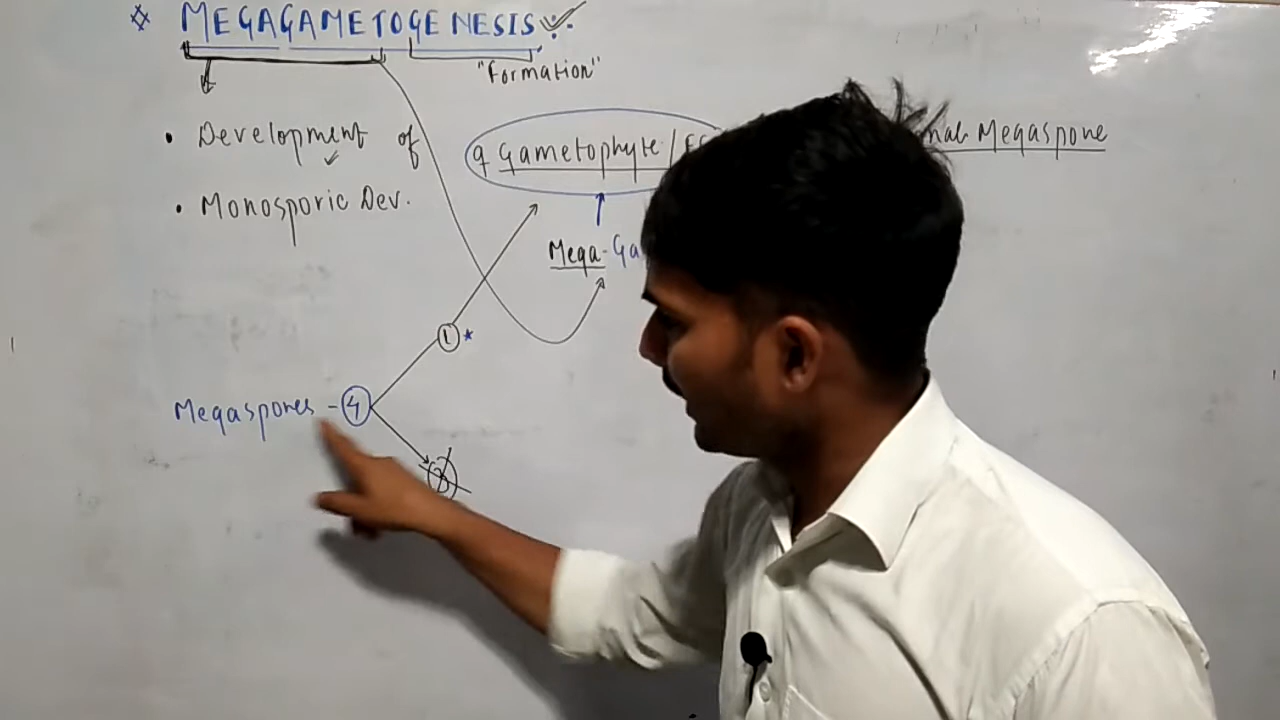 MEGAGAMETOGENESIS
"Formation"
• Development of ♀ Gametophyte / nal Megaspore
• Monosporic Dev.
Mega-Ga
1 *
Megaspores - 4
3